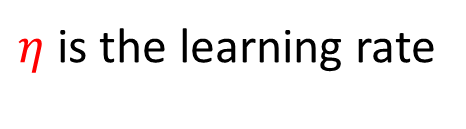 η is the learning rate